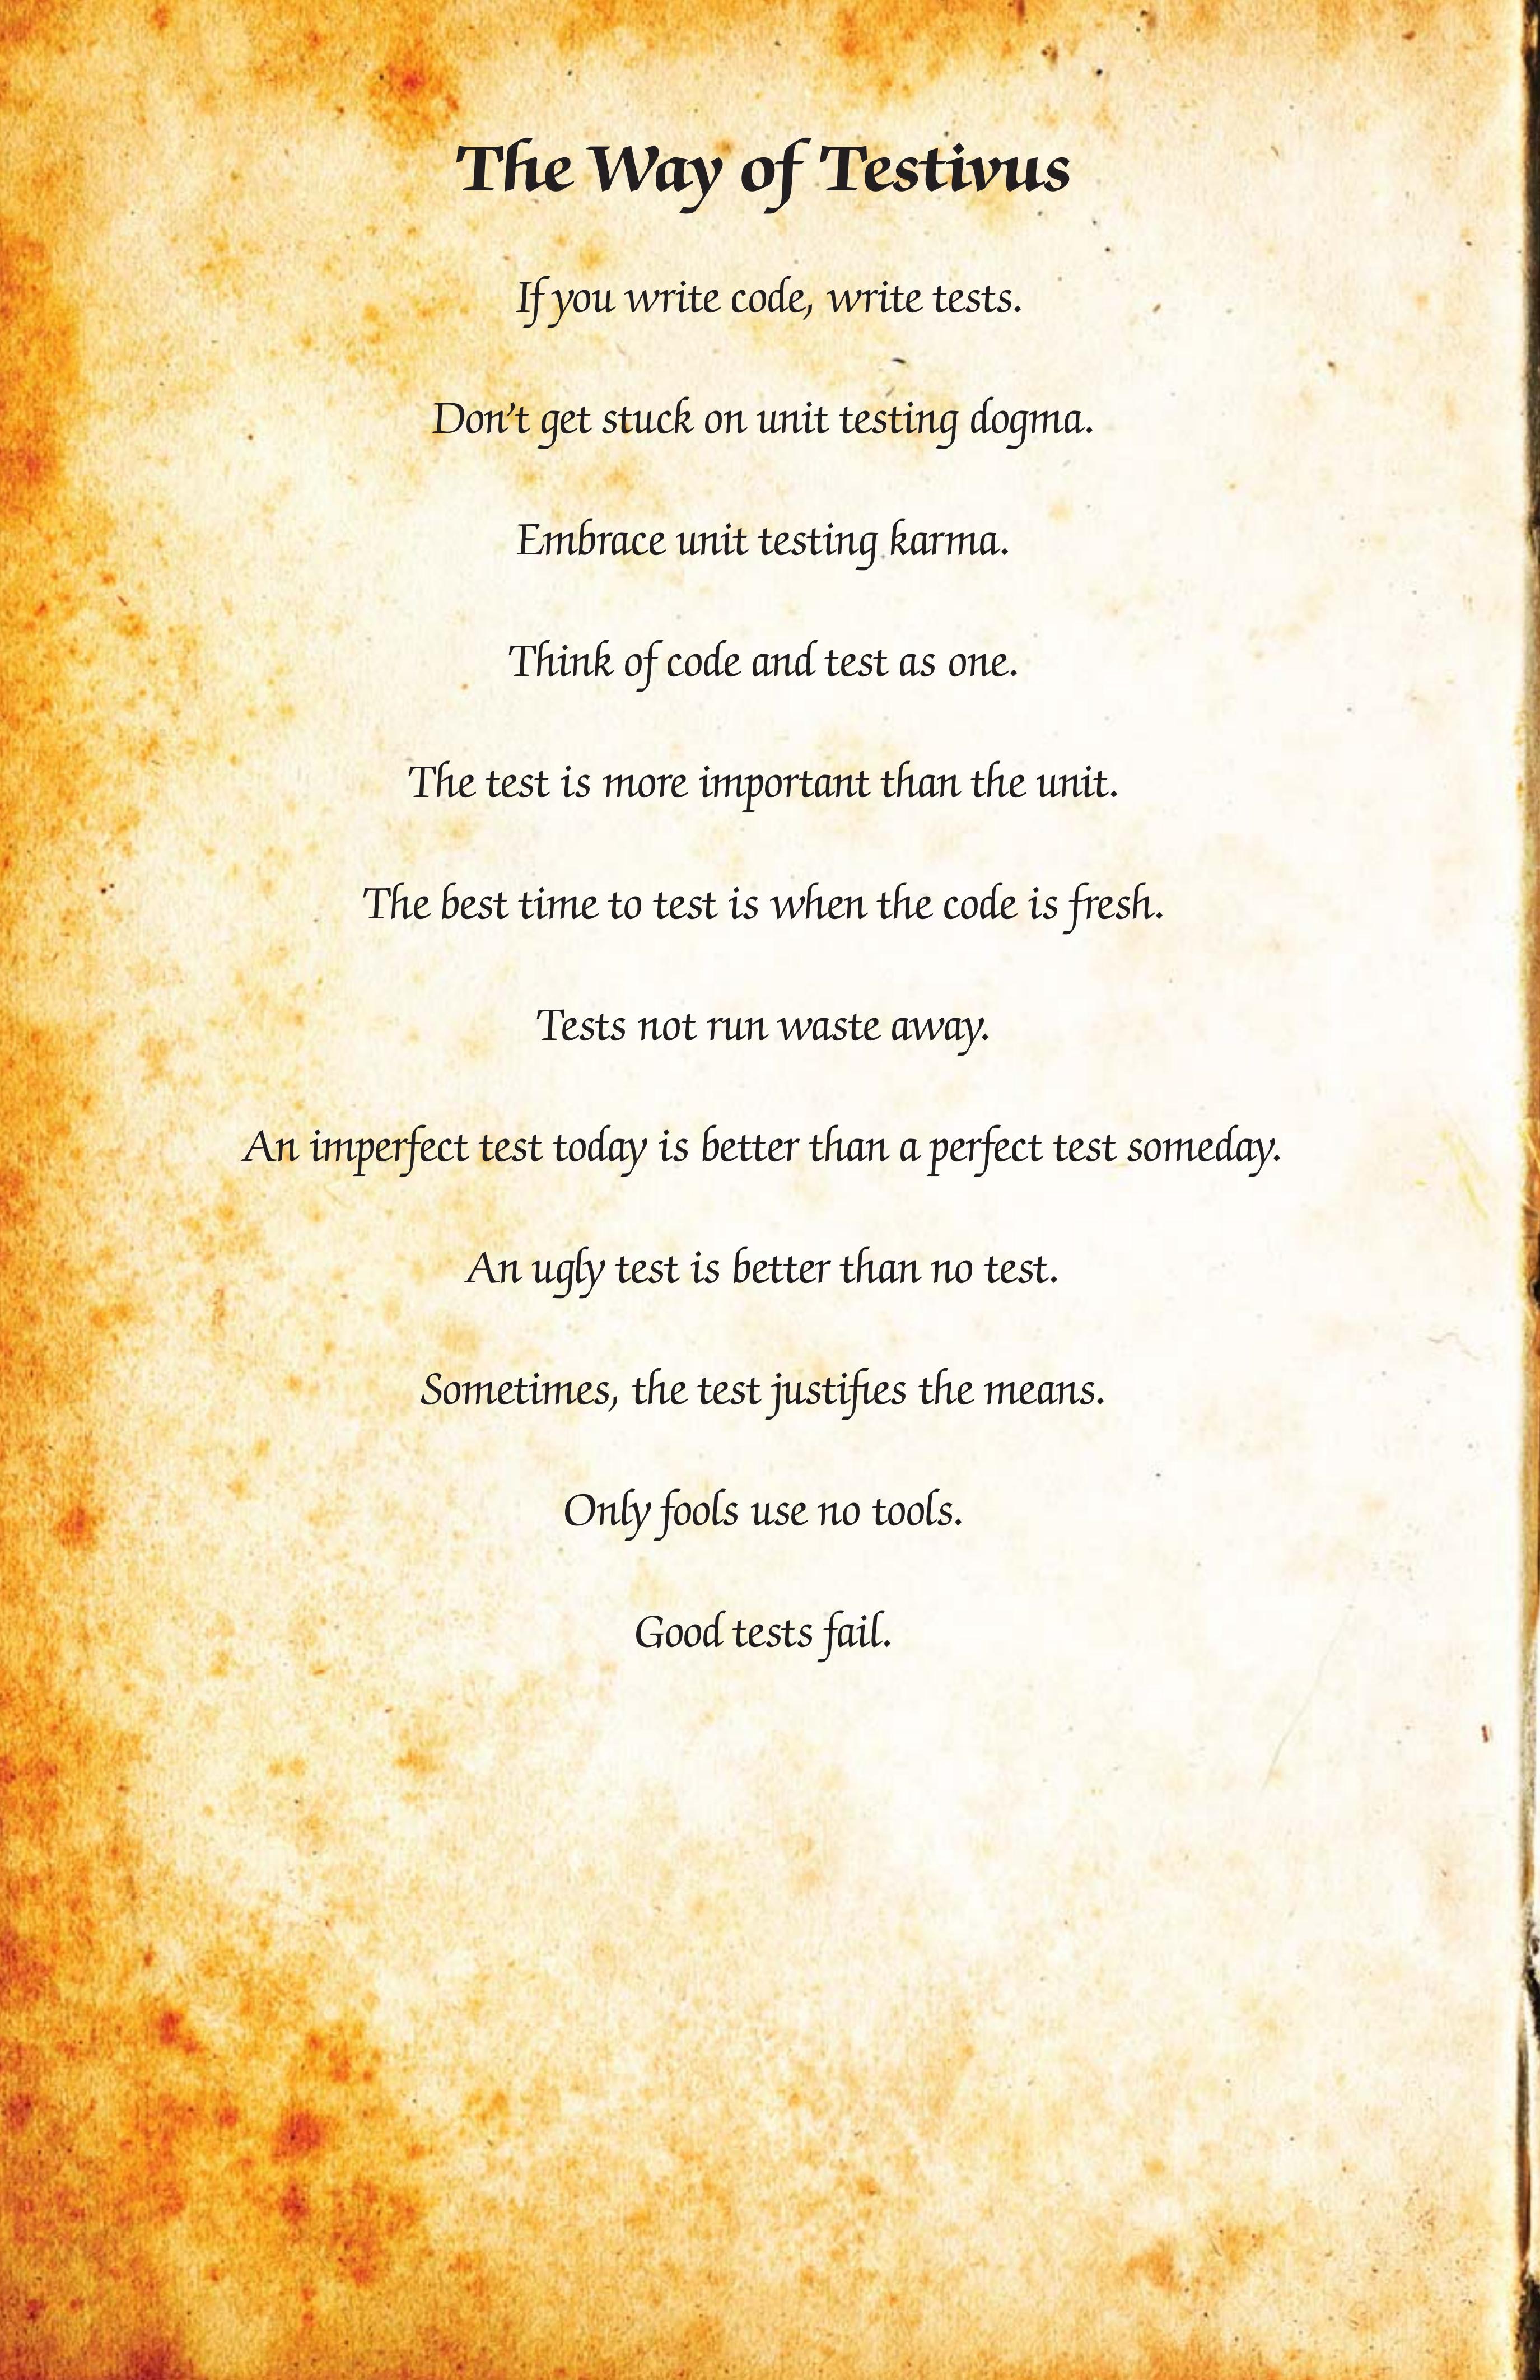 The Way of Testivus
If you write code, write tests.
Don’t get stuck on unit testing dogma.
Embrace unit testing karma.
Think of code and test as one.
The test is more important than the unit.
The best time to test is when the code is fresh.
Tests not run waste away.
An imperfect test today is better than a perfect test someday.
An ugly test is better than no test.
Sometimes, the test justifies the means.
Only fools use no tools.
Good tests fail.